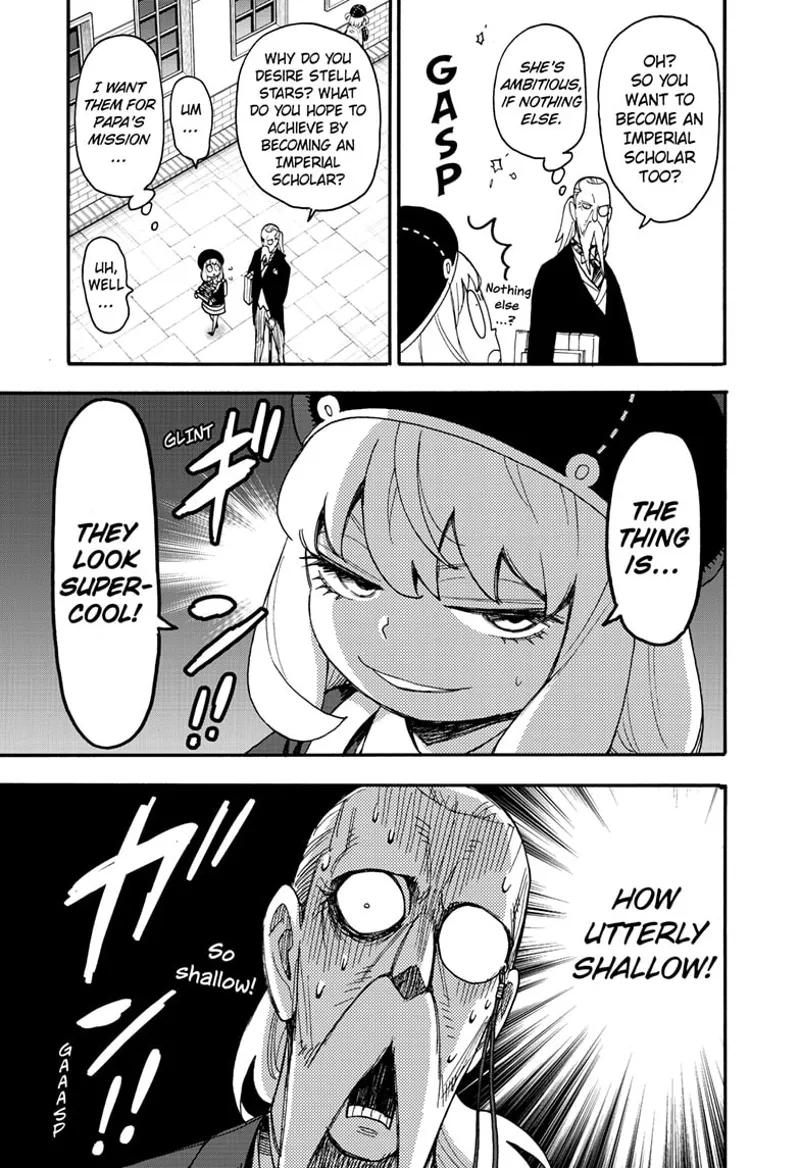 OH?
SO YOU
WANT TO
BECOME AN
IMPERIAL
SCHOLAR
TOO?
SHE'S
AMBITIOUS,
IF NOTHING
ELSE.
GASP
Nothing
else
...?
WHY DO YOU
DESIRE STELLA
STARS? WHAT
DO YOU HOPE
TO
ACHIEVE BY
BECOMING AN
IMPERIAL
SCHOLAR?
UM
...
I WANT
THEM FOR
PAPA'S
MISSION
...
UH,
WELL
...
THE
THING
IS...
GLINT
ギンッ!!
THEY
LOOK
SUPER-
COOL!
HOW
UTTERLY
SHALLOW!
ガーッ!!
So
shallow!
GAAASP